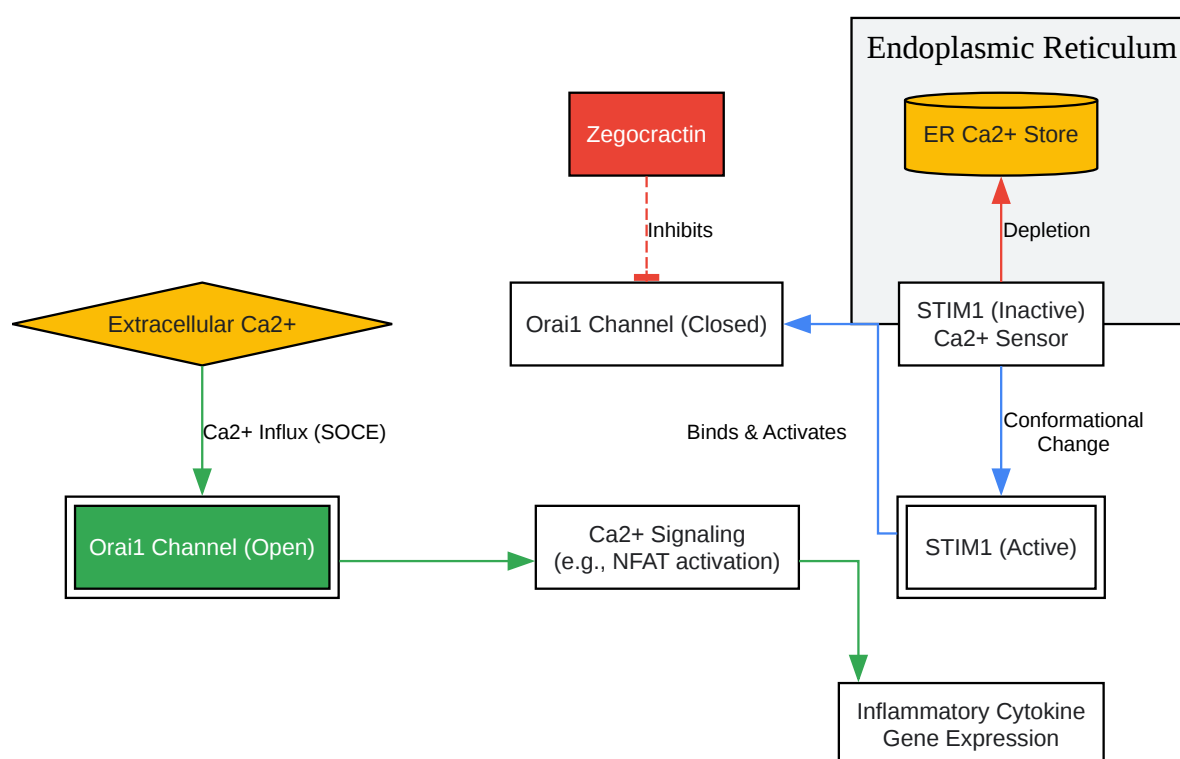 Endoplasmic Reticulum
Zegocractin
ER Ca2+ Store
Inhibits
Depletion
Extracellular Ca2+
Orai1 Channel (Closed)
STIM1 (Inactive)
Ca2+ Sensor
Ca2+ Influx (SOCE)
Binds & Activates
Conformational
Change
Orai1 Channel (Open)
Ca2+ Signaling
(e.g., NFAT activation)
STIM1 (Active)
Inflammatory Cytokine
Gene Expression